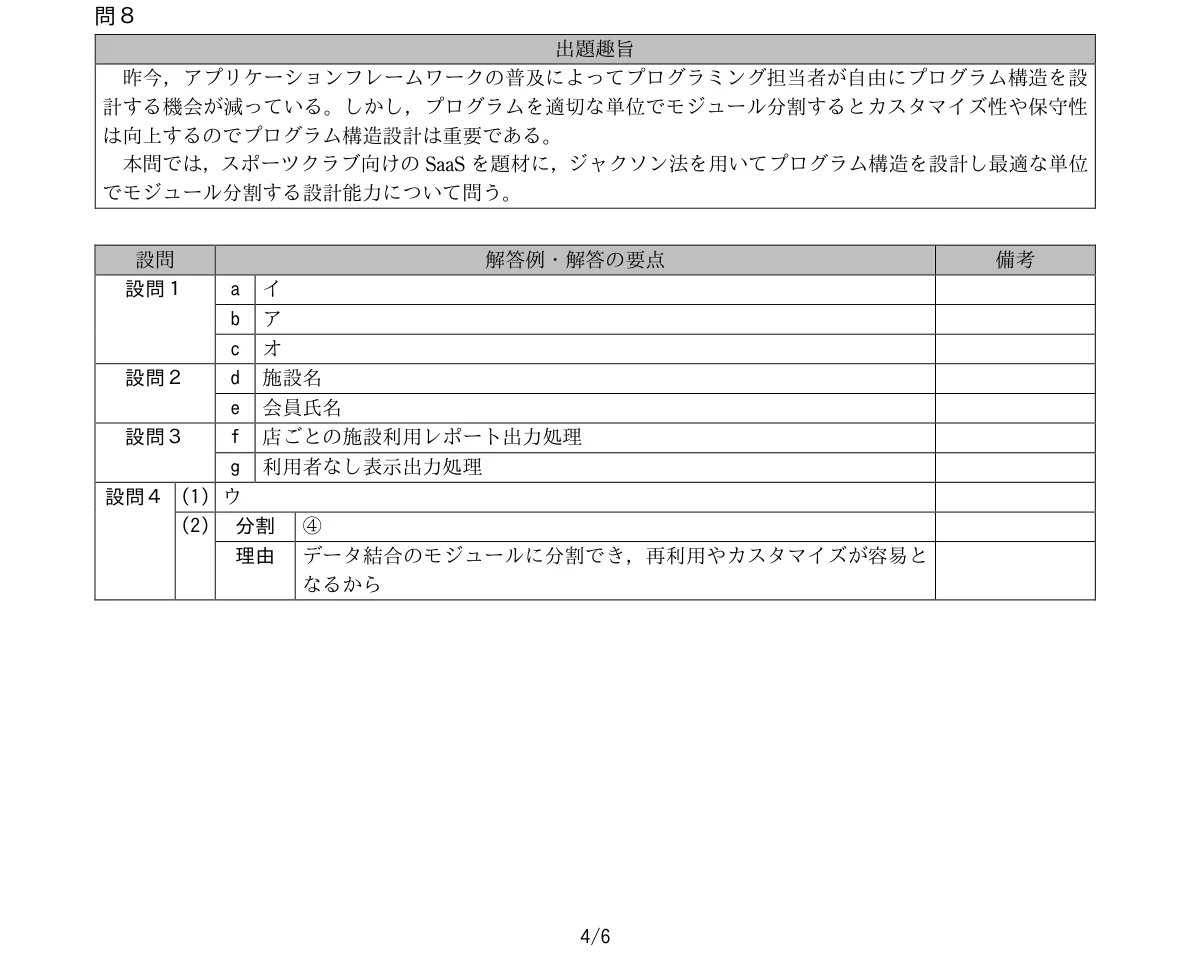 問８
出題趣旨
昨今，アプリケーションフレームワークの普及によってプログラミング担当者が自由にプログラム構造を設
計する機会が減っている。しかし，プログラムを適切な単位でモジュール分割するとカスタマイズ性や保守性
は向上するのでプログラム構造設計は重要である。
本問では，スポーツクラブ向けの SaaS を題材に，ジャクソン法を用いてプログラム構造を設計し最適な単位
でモジュール分割する設計能力について問う。
設問 解答例・解答の要点 備考
設問１ a イ
b ア
c オ
設問２ d 施設名
e 会員氏名
設問３ f 店ごとの施設利用レポート出力処理
g 利用者なし表示出力処理
設問４ (1) ウ
(2) 分割 ④
理由 データ結合のモジュールに分割でき，再利用やカスタマイズが容易と
なるから
4/6